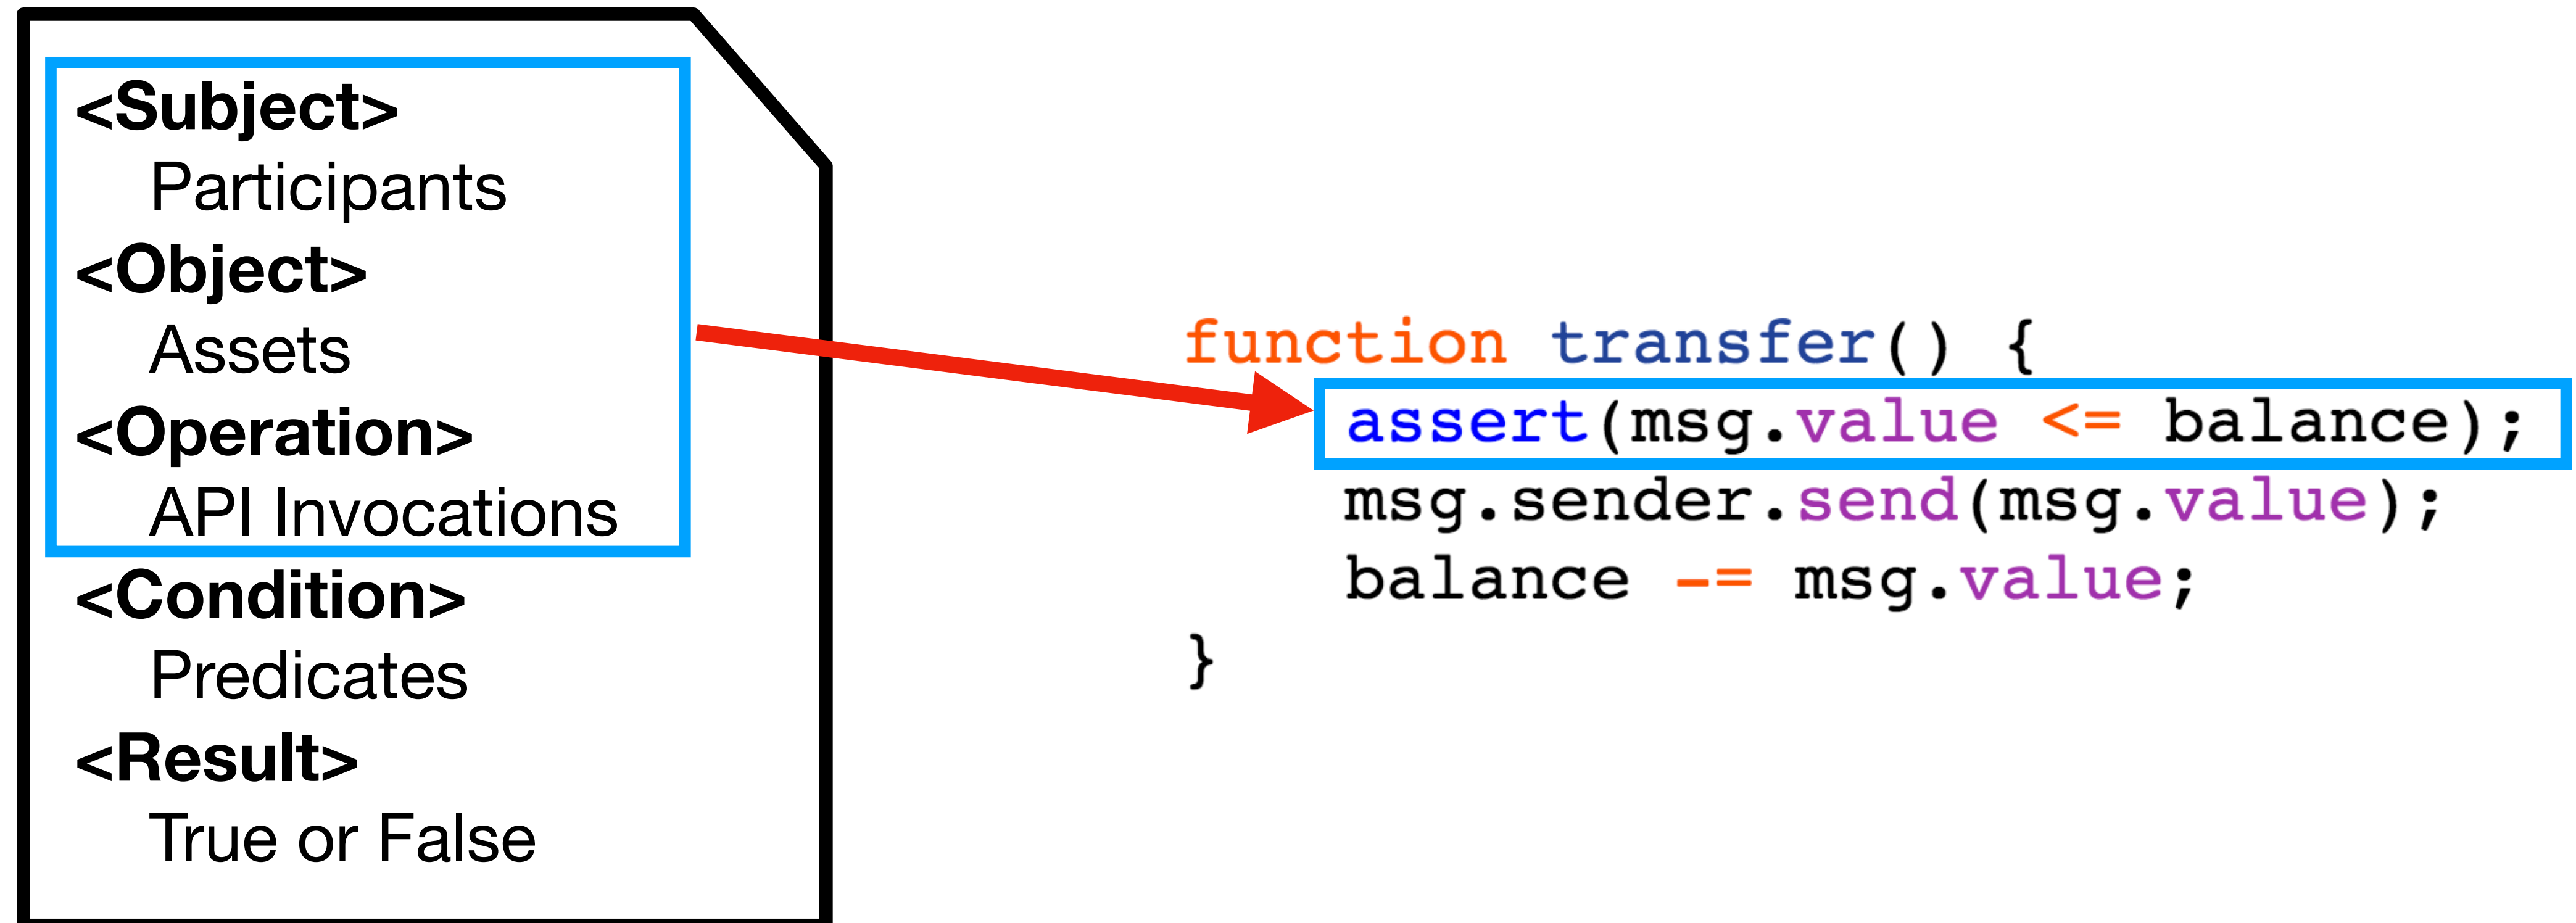 <Subject>
Participants
<Object>
Assets
<Operation>
API Invocations
<Condition>
Predicates
<Result>
True or False
function transfer() {
assert(msg.value <= balance);
msg.sender.send(msg.value);
balance -= msg.value;
}